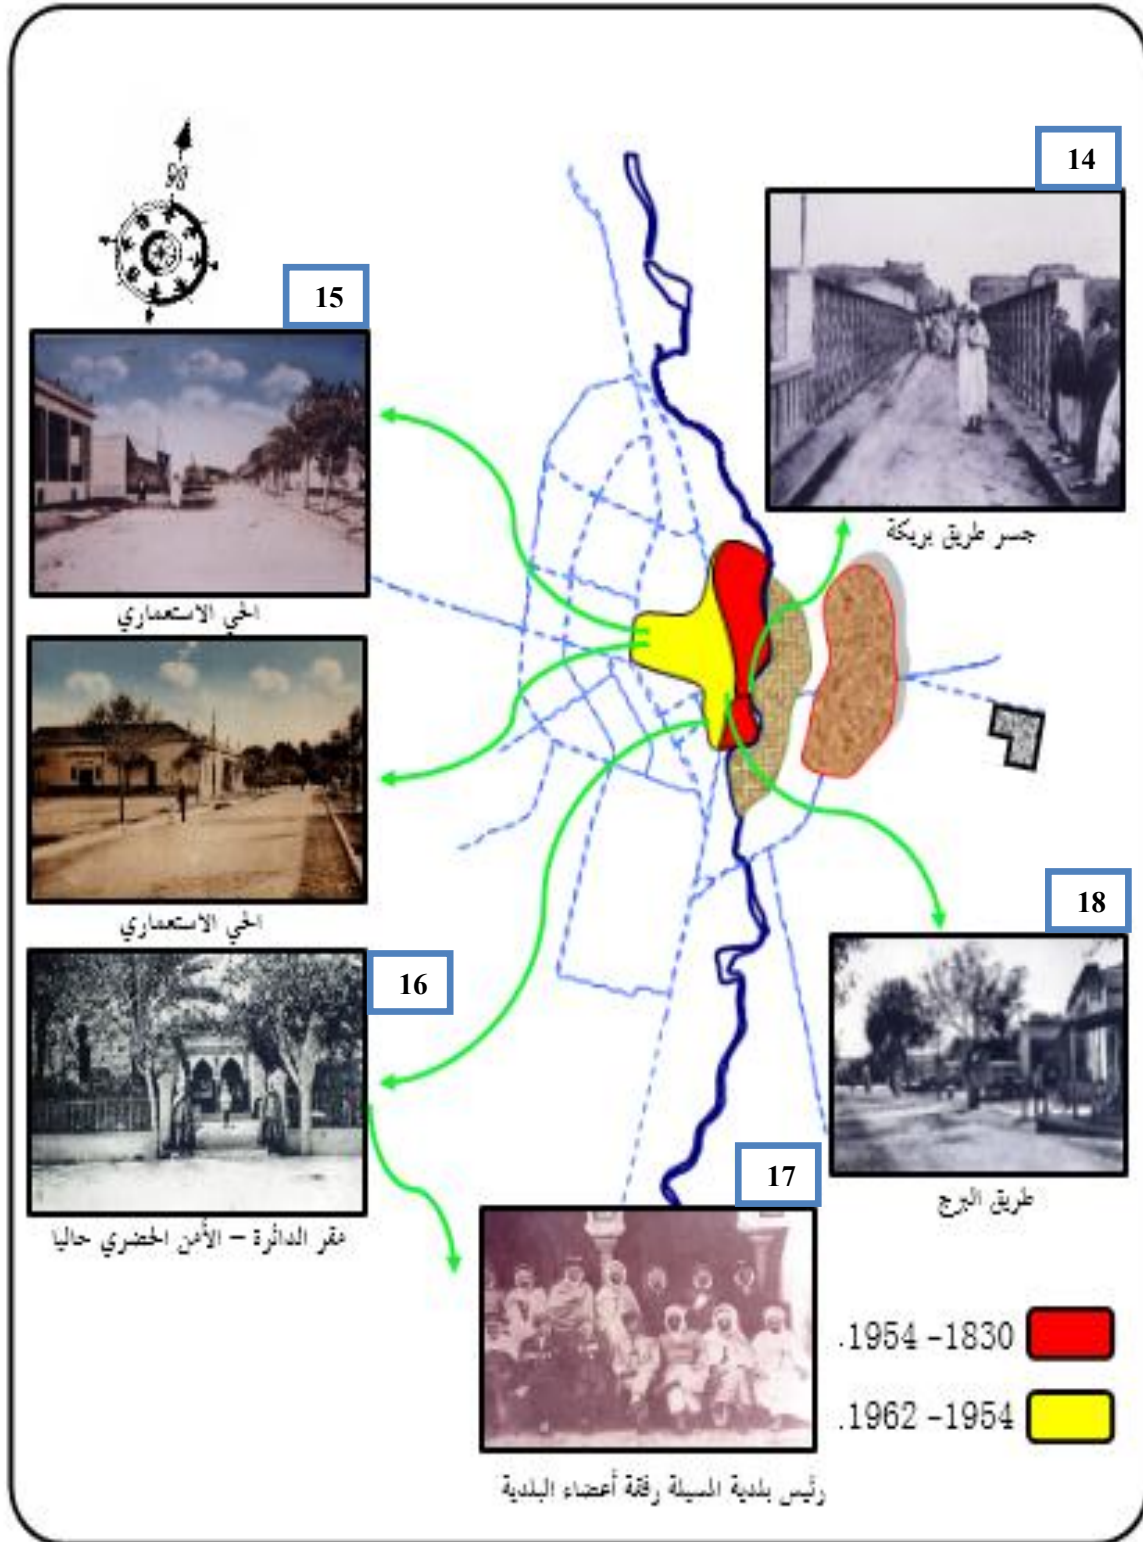 14
جسر طريق بريكة
15
الحي الاستعماري
الحي الاستعماري
16
مقر الدائرة – الأمن الحضري حاليا
17
رئيس بلدية المسيلة رفقة أعضاء البلدية
18
طريق البرج
1830– 1954.
1954– 1962.